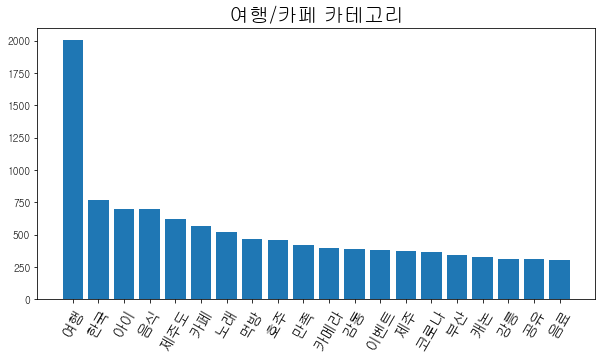 여행/카페 카테고리
2000
1750
1500
1250
1000
750
500
250
0
여행
한국
아이
음식
제주도
카페
노래
먹방
호주
만족
카메라
감동
이벤트
제주
코로나
부산
캐논
강릉
공유
음료